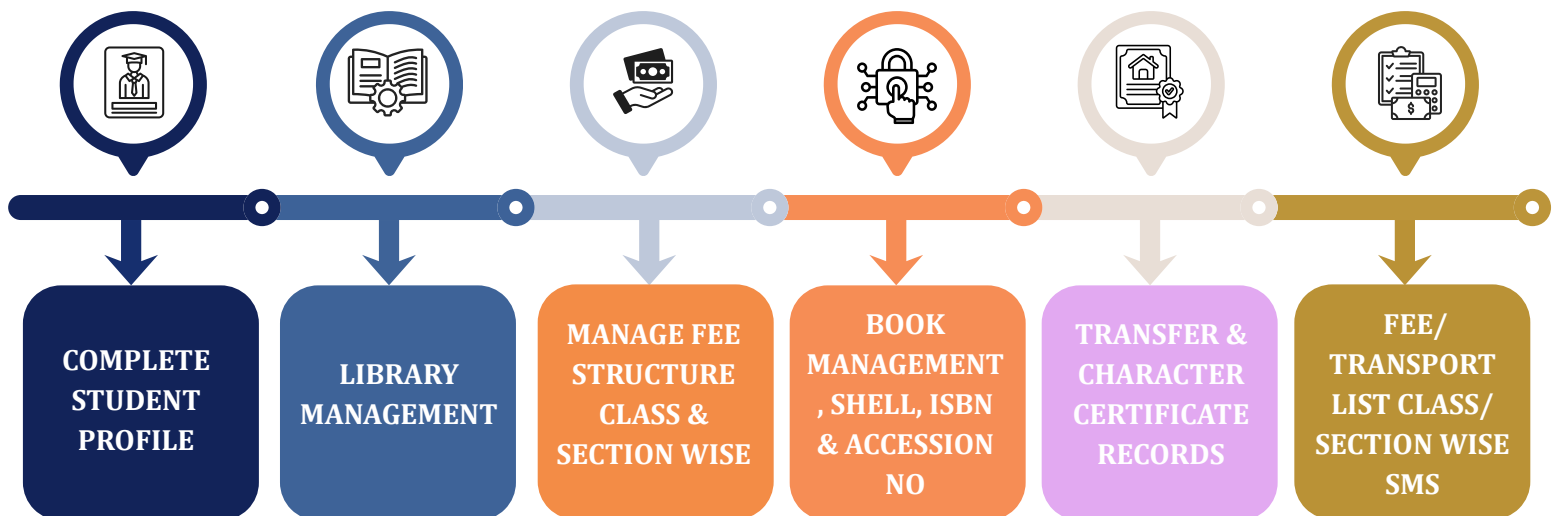 COMPLETE
STUDENT
PROFILE
LIBRARY
MANAGEMENT
MANAGE FEE
STRUCTURE
CLASS &
SECTION WISE
BOOK
MANAGEMENT
, SHELL, ISBN
& ACCESSION
NO
TRANSFER &
CHARACTER
CERTIFICATE
RECORDS
FEE/
TRANSPORT
LIST CLASS/
SECTION WISE
SMS